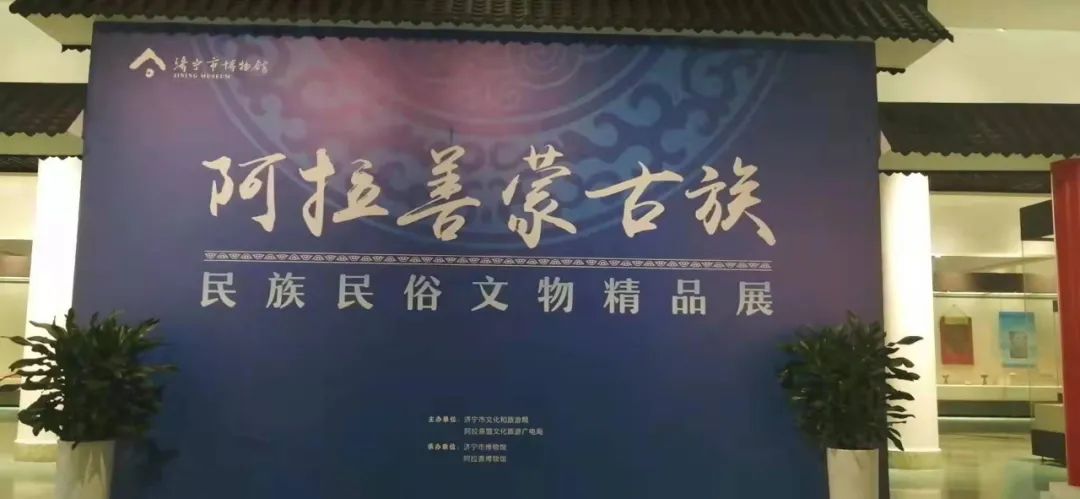 济宁市博物馆
JINING MUSEUM
阿拉善蒙古族
民族民俗文物精品展
主办单位：济宁市文化和旅游局
阿拉善盟文化旅游广电局
承办单位：济宁市博物馆
阿拉善博物馆